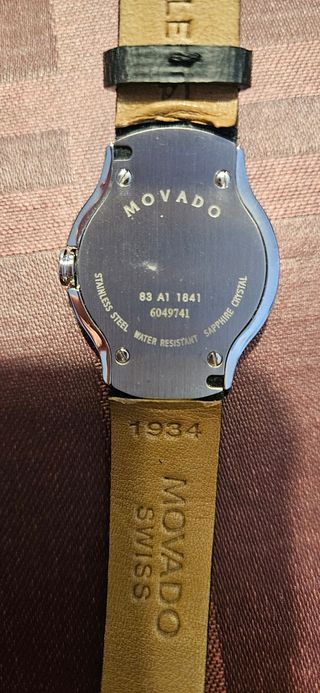 MOVADO
83 A1 1841
6049741
STAINLESS STEEL WATER RESISTANT SAPPHIRE CRYSTAL
1934
MOVADO
SWISS